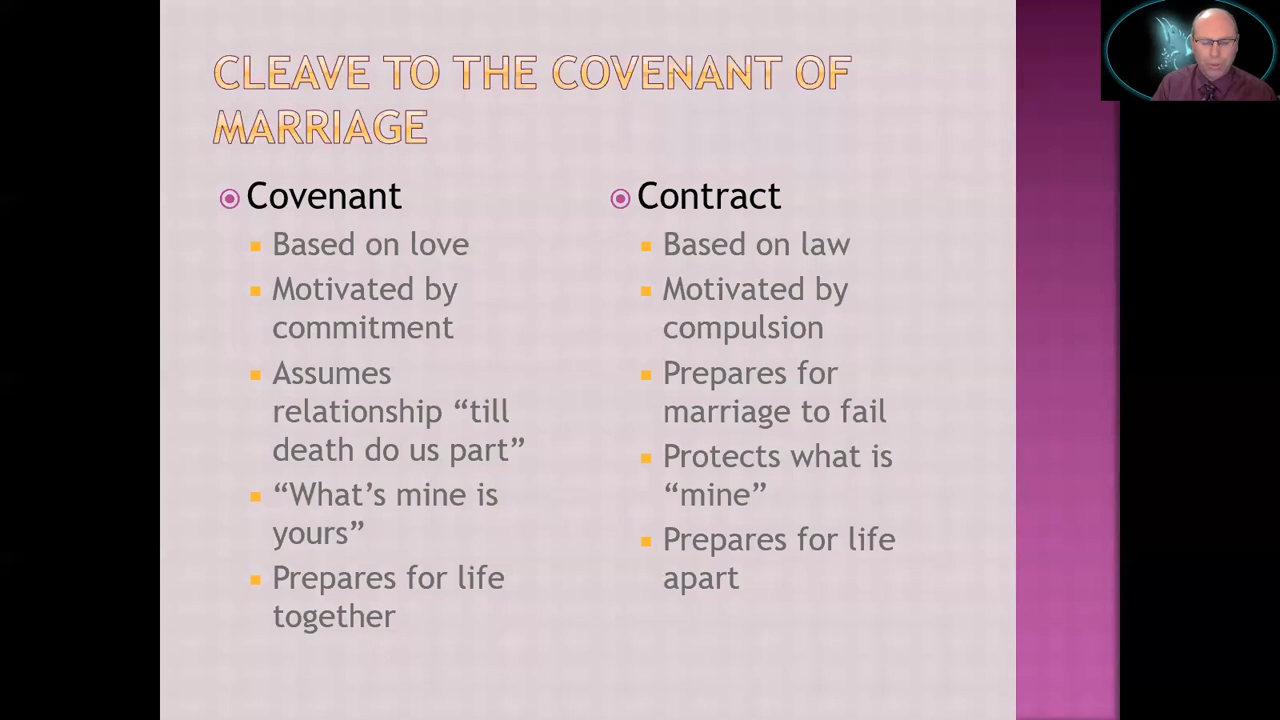 CLEAVE TO THE COVENANT OF
MARRIAGE
Covenant
Based on love
Motivated by
commitment
Assumes
relationship “till
death do us part”
“What’s mine is
yours”
Prepares for life
together
Contract
Based on law
Motivated by
compulsion
Prepares for
marriage to fail
Protects what is
“mine”
Prepares for life
apart